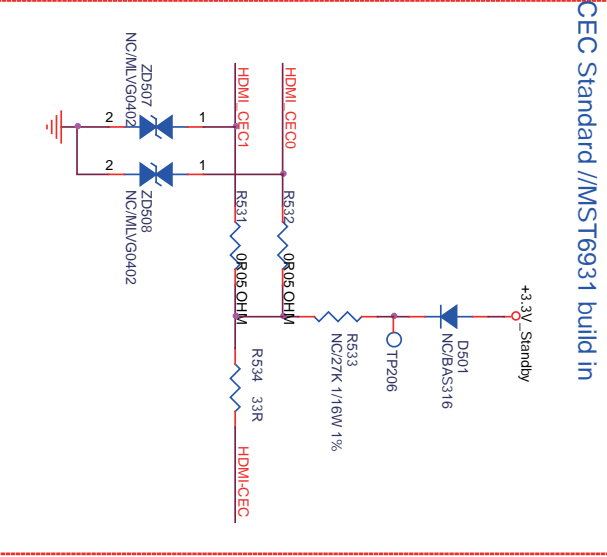 CEC Standard //MST6931 build in
+3.3V_Standby
D501
NC/BAS316
TP206
R533
NC/27K 1/16W 1%
HDMI_CEC0
R532
0R05 OHM
HDMI_CEC1
R531
0R05 OHM
R534
33R
HDMI-CEC
ZD507
NC/MLVG0402
2
1
2
1
ZD508
NC/MLVG0402